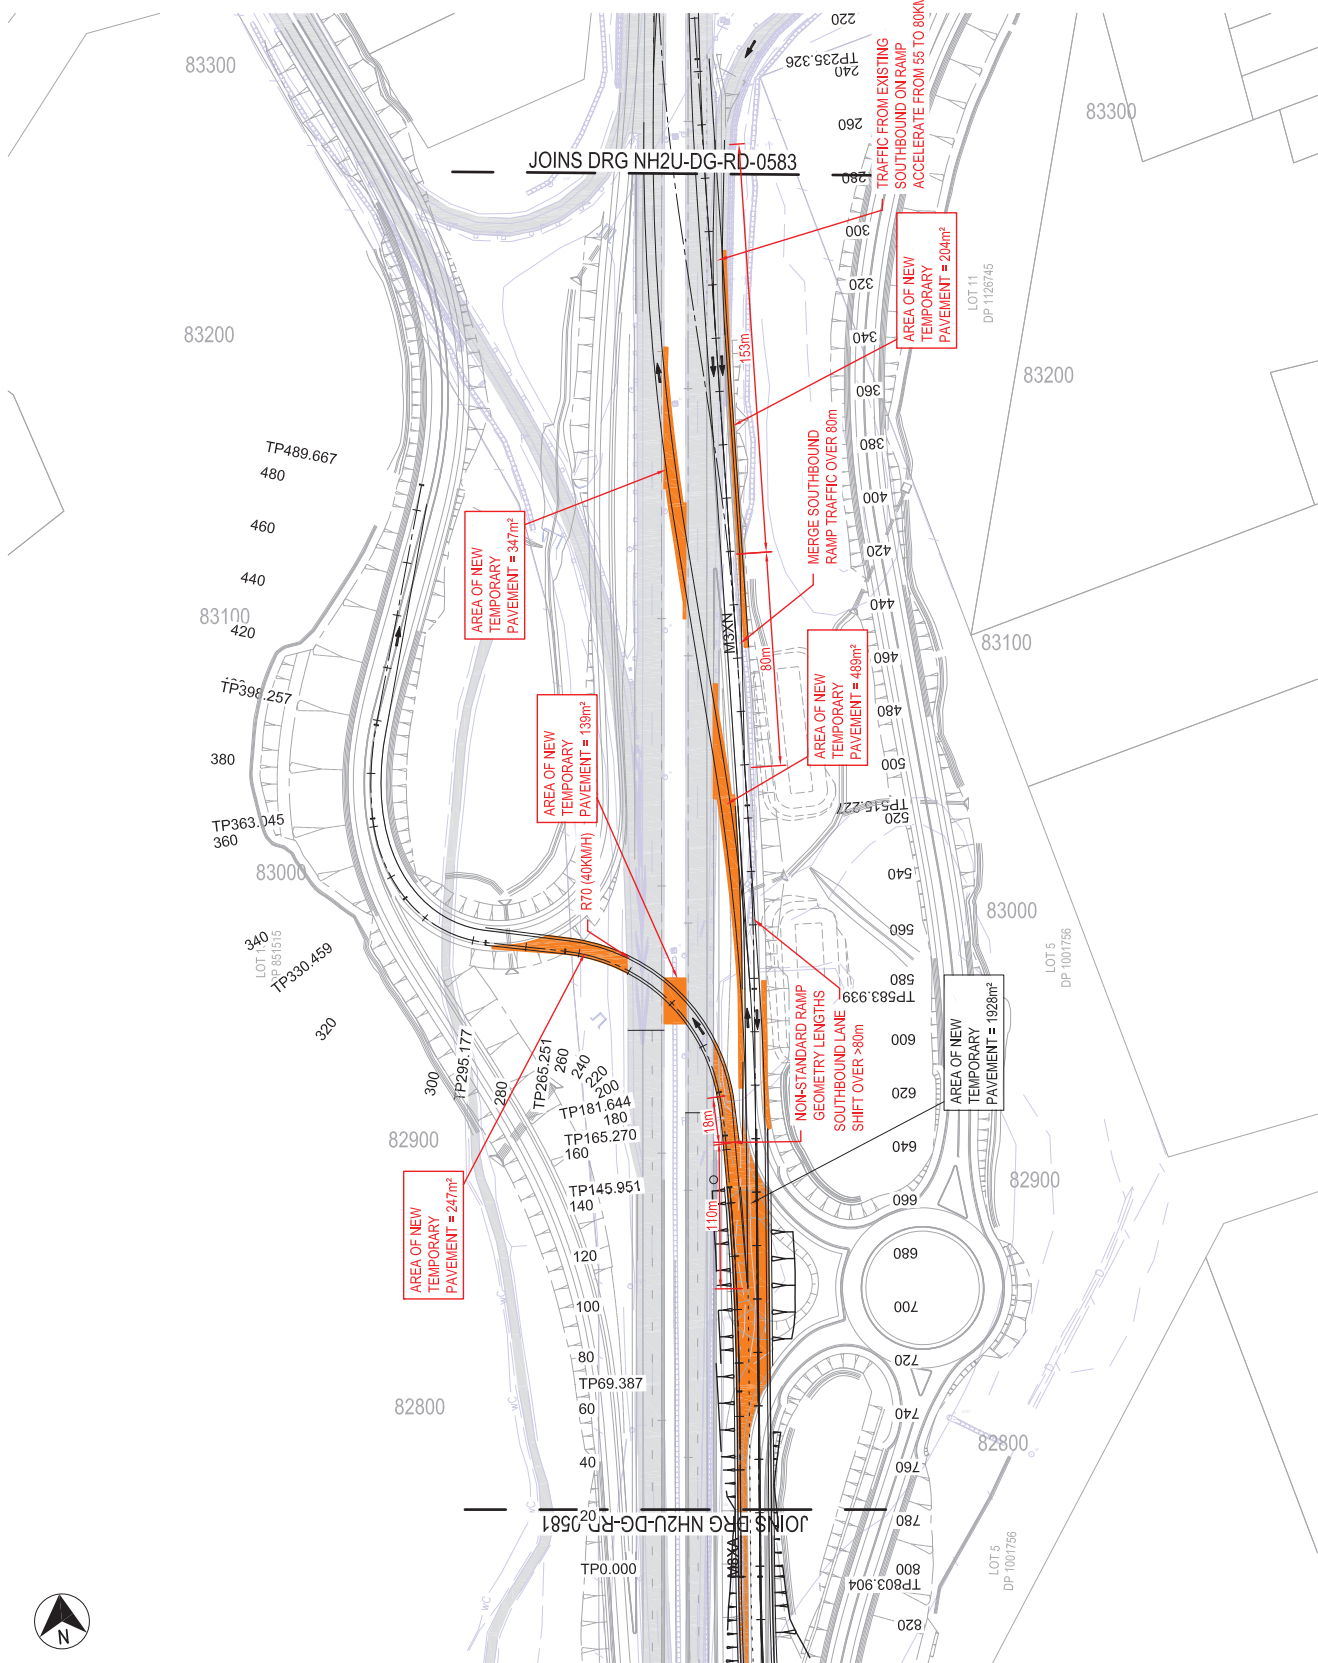 220
TP235.326
240
260
280
300
320
340
360
380
400
420
440
460
480
500
TP515.227
520
540
560
580
TP583.939
600
620
640
660
680
700
720
740
760
780
800
TP803.904
820
83300
83300
JOINS DRG NH2U-DG-RD-0583
TRAFFIC FROM EXISTING
SOUTHBOUND ON RAMP
ACCELERATE FROM 55 TO
AREA OF NEW
TEMPORARY
PAVEMENT = 204m²
LOT 11
DP 1126745
83200
83200
153m
MERGE SOUTHBOUND
RAMP TRAFFIC OVER 80m
TP489.667
480
460
440
83100
420
TP398.257
380
TP363.045
360
83000
340
TP330.459
320
300
TP295.177
280
TP265.251
260
240
220
200
TP181.644
180
TP165.270
160
TP145.951
140
120
100
80
TP69.387
60
40
20
TP0.000
AREA OF NEW
TEMPORARY
PAVEMENT = 347m²
M3XN
80m
83100
AREA OF NEW
TEMPORARY
PAVEMENT = 489m²
AREA OF NEW
TEMPORARY
PAVEMENT = 139m²
R70 (40KM/H)
83000
LOT 5
DP 1001756
NON-STANDARD RAMP
GEOMETRY LENGTHS
SOUTHBOUND LANE
SHIFT OVER >80m
AREA OF NEW
TEMPORARY
PAVEMENT = 1928m²
18m
110m
82900
82900
AREA OF NEW
TEMPORARY
PAVEMENT = 247m²
82800
82800
JOINS DRG NH2U-DG-RD-0581
M8XA
LOT 5
DP 1001756
N